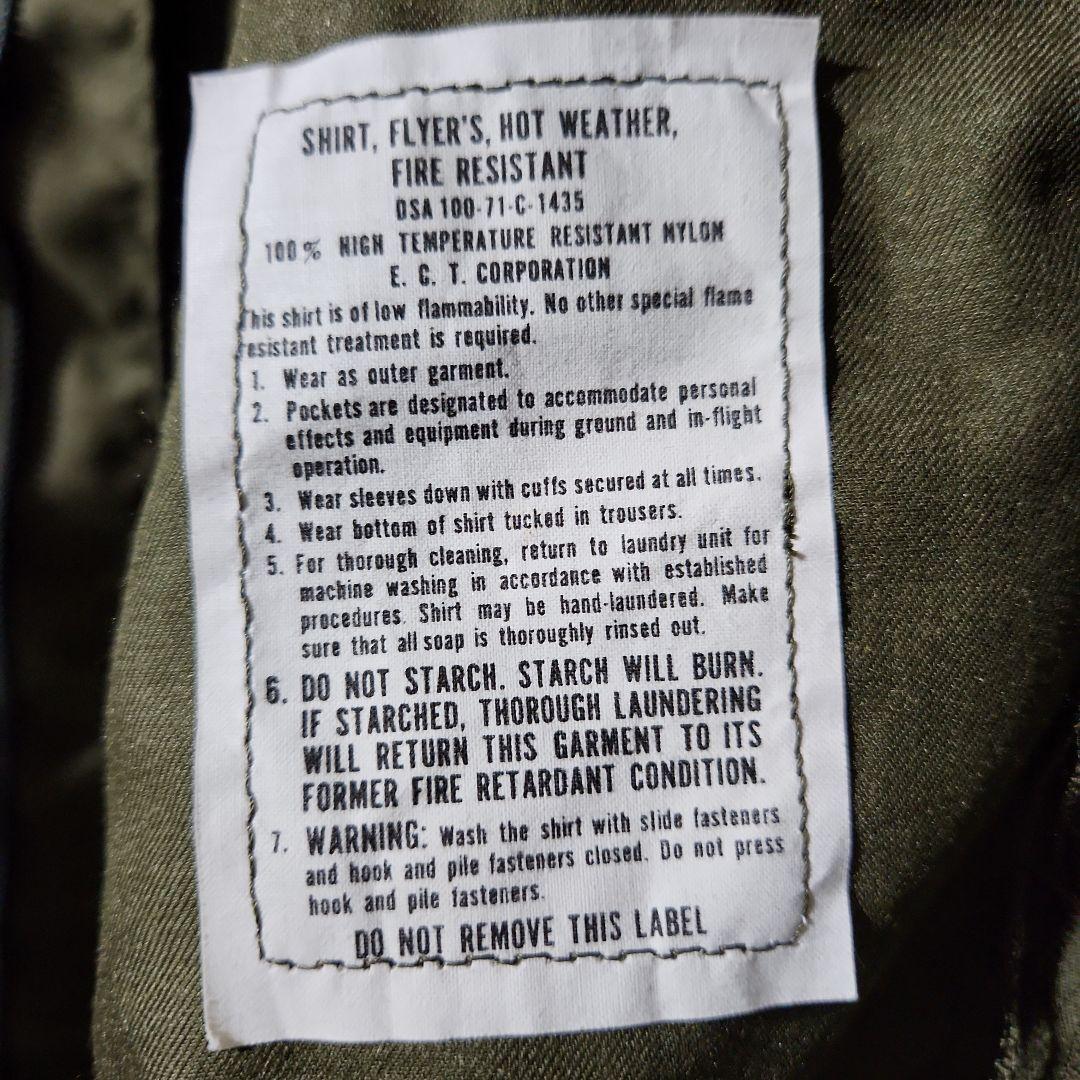 SHIRT, FLYER'S, HOT WEATHER,
FIRE RESISTANT
DSA 100-71-C-1435
100% HIGH TEMPERATURE RESISTANT NYLON
E. C. T. CORPORATION
This shirt is of low flammability. No other special flame
resistant treatment is required.
1. Wear as outer garment.
2. Pockets are designated to accommodate personal
effects and equipment during ground and in-flight
operation.
3. Wear sleeves down with cuffs secured at all times.
4. Wear bottom of shirt tucked in trousers.
5. For thorough cleaning, return to laundry unit for
machine washing in accordance with established
procedures. Shirt may be hand-laundered. Make
sure that all soap is thoroughly rinsed out.
6. DO NOT STARCH. STARCH WILL BURN.
IF STARCHED, THOROUGH LAUNDERING
WILL RETURN THIS GARMENT TO ITS
FORMER FIRE RETARDANT CONDITION.
7. WARNING: Wash the shirt with slide fasteners
and hook and pile fasteners closed. Do not press
hook and pile fasteners.
DO NOT REMOVE THIS LABEL